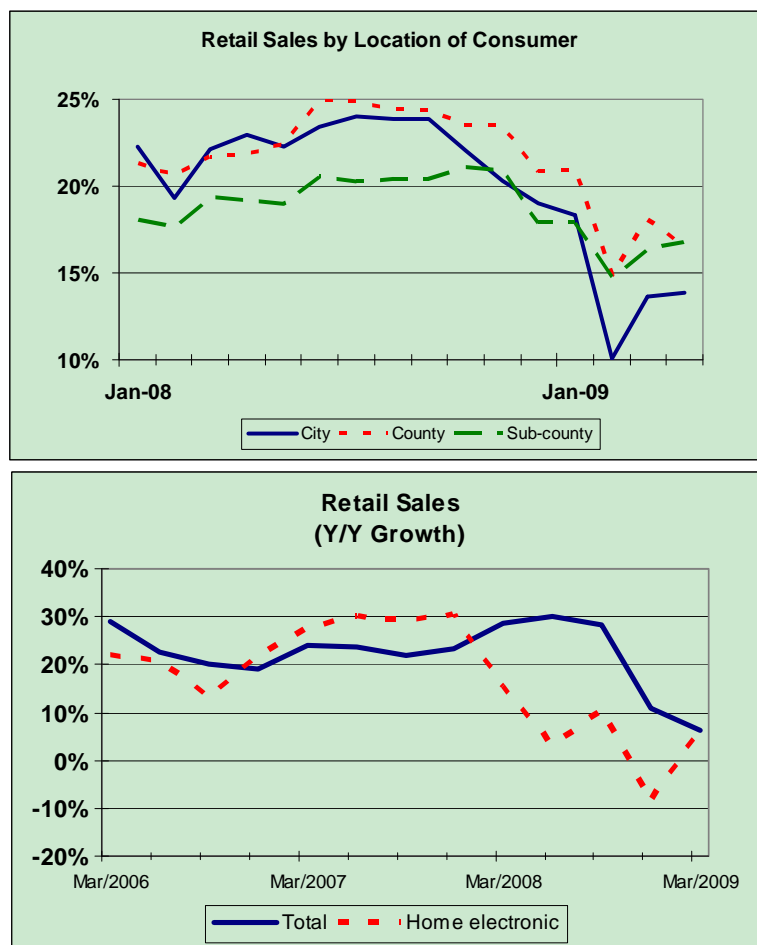 Retail Sales by Location of Consumer
25%
20%
15%
10%
Jan-08 Jan-09
City County Sub-county
Retail Sales
(Y/Y Growth)
40%
30%
20%
10%
0%
-10%
-20%
Mar/2006 Mar/2007 Mar/2008 Mar/2009
Total Home electronic